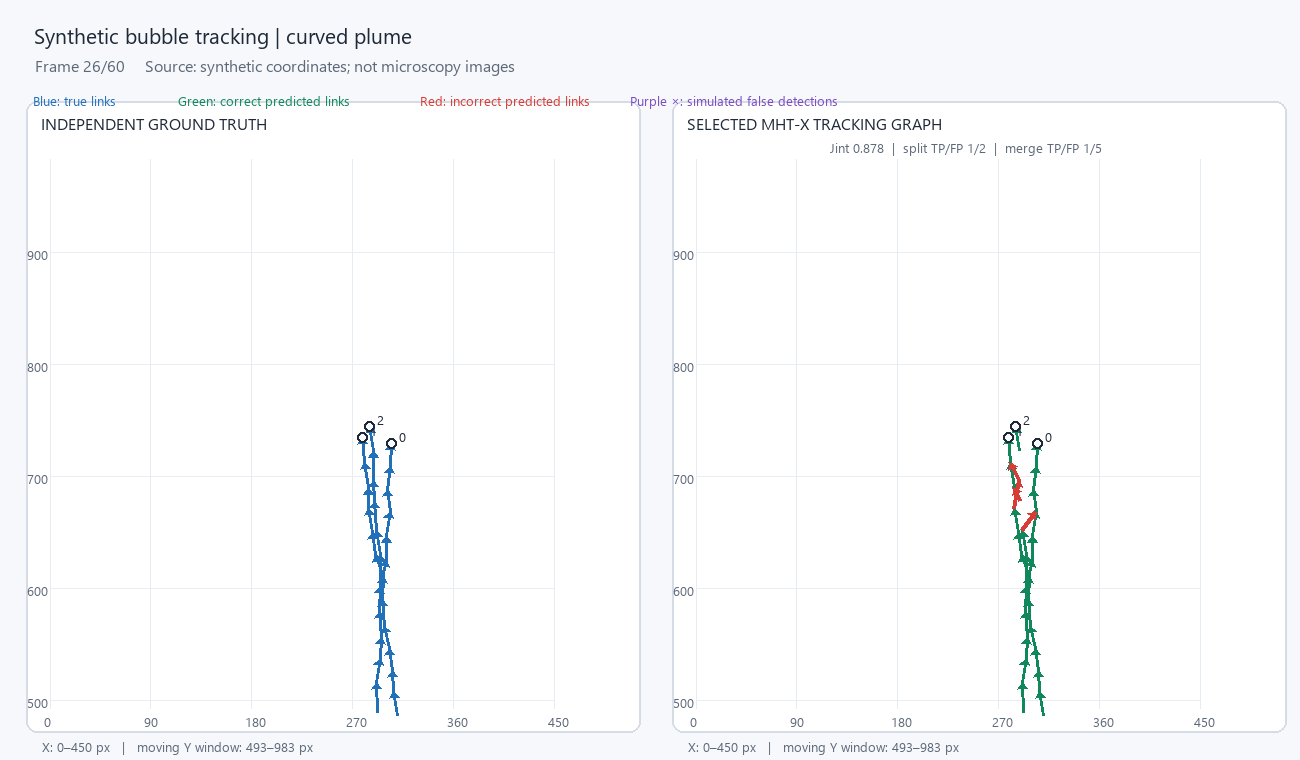 Synthetic bubble tracking | curved plume
Frame 26/60 Source: synthetic coordinates; not microscopy images
Blue: true links Green: correct predicted links Red: incorrect predicted links Purple ×: simulated false detections
INDEPENDENT GROUND TRUTH
900
800
700
600
500
0 90 180 270 360 450
2
0
X: 0–450 px | moving Y window: 493–983 px
SELECTED MHT-X TRACKING GRAPH
Jint 0.878 | split TP/FP 1/2 | merge TP/FP 1/5
900
800
700
600
500
0 90 180 270 360 450
2
0
X: 0–450 px | moving Y window: 493–983 px